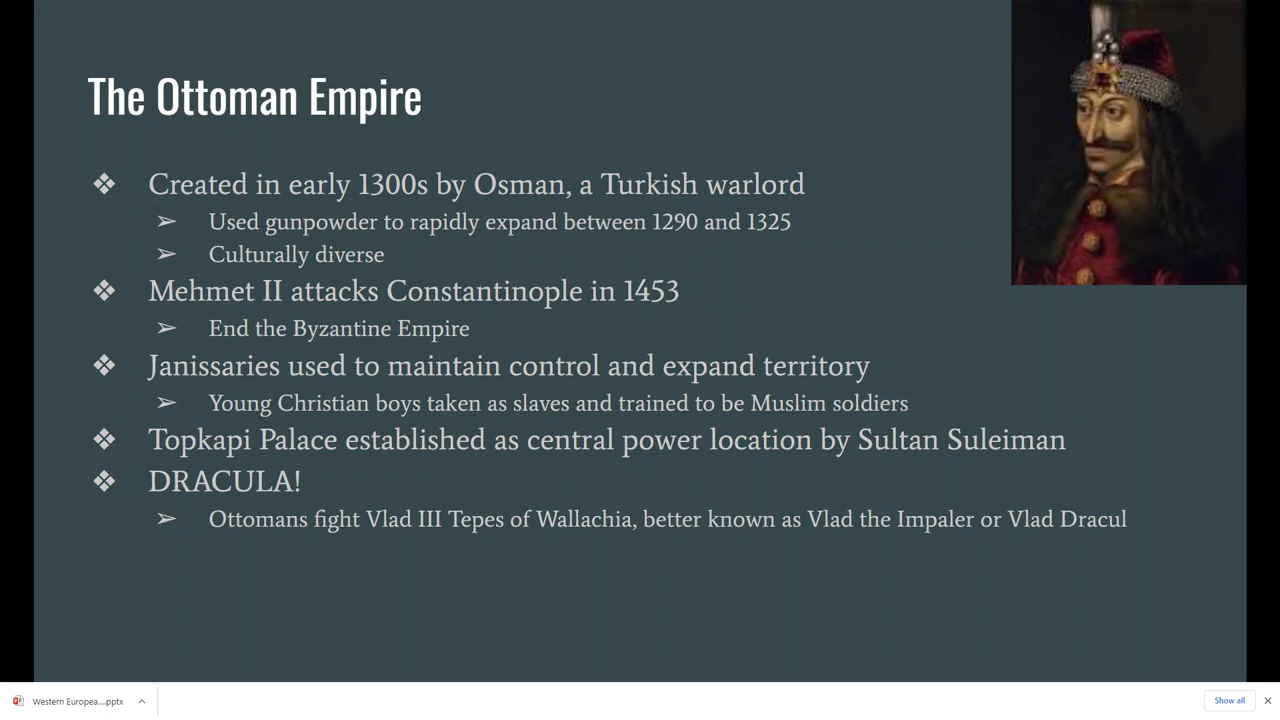 The Ottoman Empire
❖ Created in early 1300s by Osman, a Turkish warlord
➢ Used gunpowder to rapidly expand between 1290 and 1325
➢ Culturally diverse
❖ Mehmet II attacks Constantinople in 1453
➢ End the Byzantine Empire
❖ Janissaries used to maintain control and expand territory
➢ Young Christian boys taken as slaves and trained to be Muslim soldiers
❖ Topkapi Palace established as central power location by Sultan Suleiman
❖ DRACULA!
➢ Ottomans fight Vlad III Tepes of Wallachia, better known as Vlad the Impaler or Vlad Dracul
Western Europea....pptx
Show all